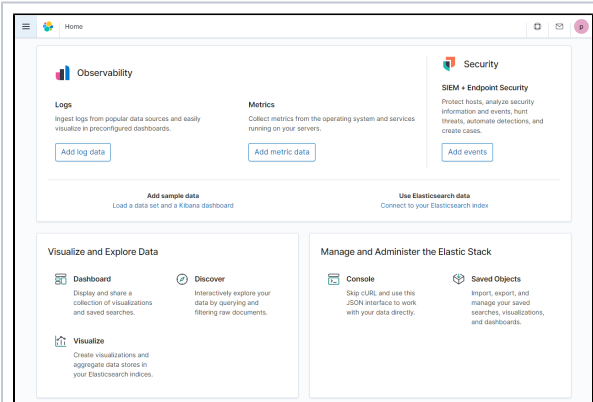 Home
p
Observability
Security
Logs
Ingest logs from popular data sources and easily
visualize in preconfigured dashboards.
Add log data
Metrics
Collect metrics from the operating system and services
running on your servers.
Add metric data
SIEM + Endpoint Security
Protect hosts, analyze security
information and events, hunt
threats, automate detections, and
create cases.
Add events
Add sample data
Load a data set and a Kibana dashboard
Use Elasticsearch data
Connect to your Elasticsearch index
Visualize and Explore Data
Dashboard
Display and share a
collection of visualizations
and saved searches.
Discover
Interactively explore your
data by querying and
filtering raw documents.
Visualize
Create visualizations and
aggregate data stores in
your Elasticsearch indices.
Manage and Administer the Elastic Stack
Console
Skip cURL and use this
JSON interface to work
with your data directly.
Saved Objects
Import, export, and
manage your saved
searches, visualizations,
and dashboards.